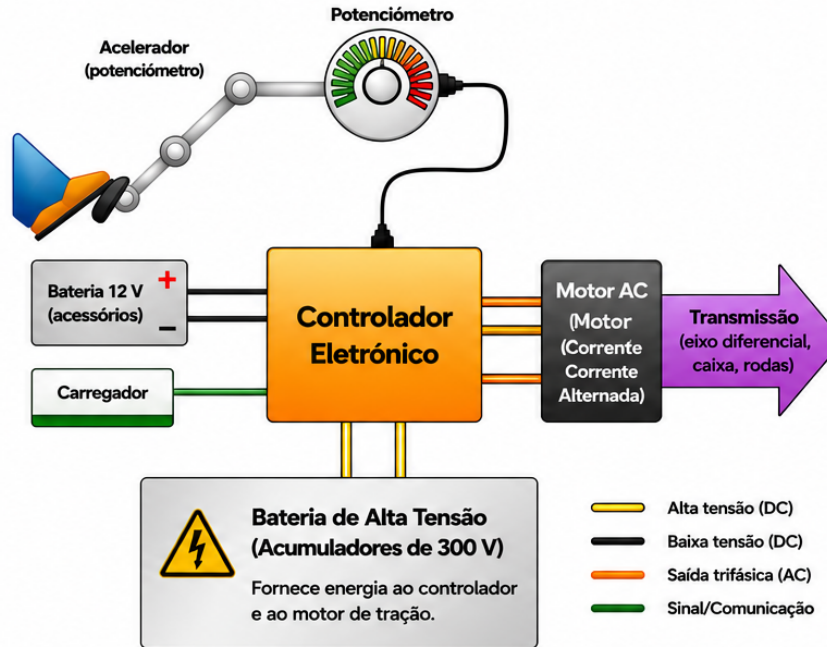 Potenciómetro
Acelerador
(potenciómetro)
Bateria 12 V
(acessórios)
+
–
Carregador
Controlador
Eletrónico
Motor AC
(Motor
(Corrente
Corrente
Alternada)
Transmissão
(eixo diferencial,
caixa, rodas)
Bateria de Alta Tensão
(Acumuladores de 300 V)
Fornece energia ao controlador
e ao motor de tração.
Alta tensão (DC)
Baixa tensão (DC)
Saída trifásica (AC)
Sinal/Comunicação